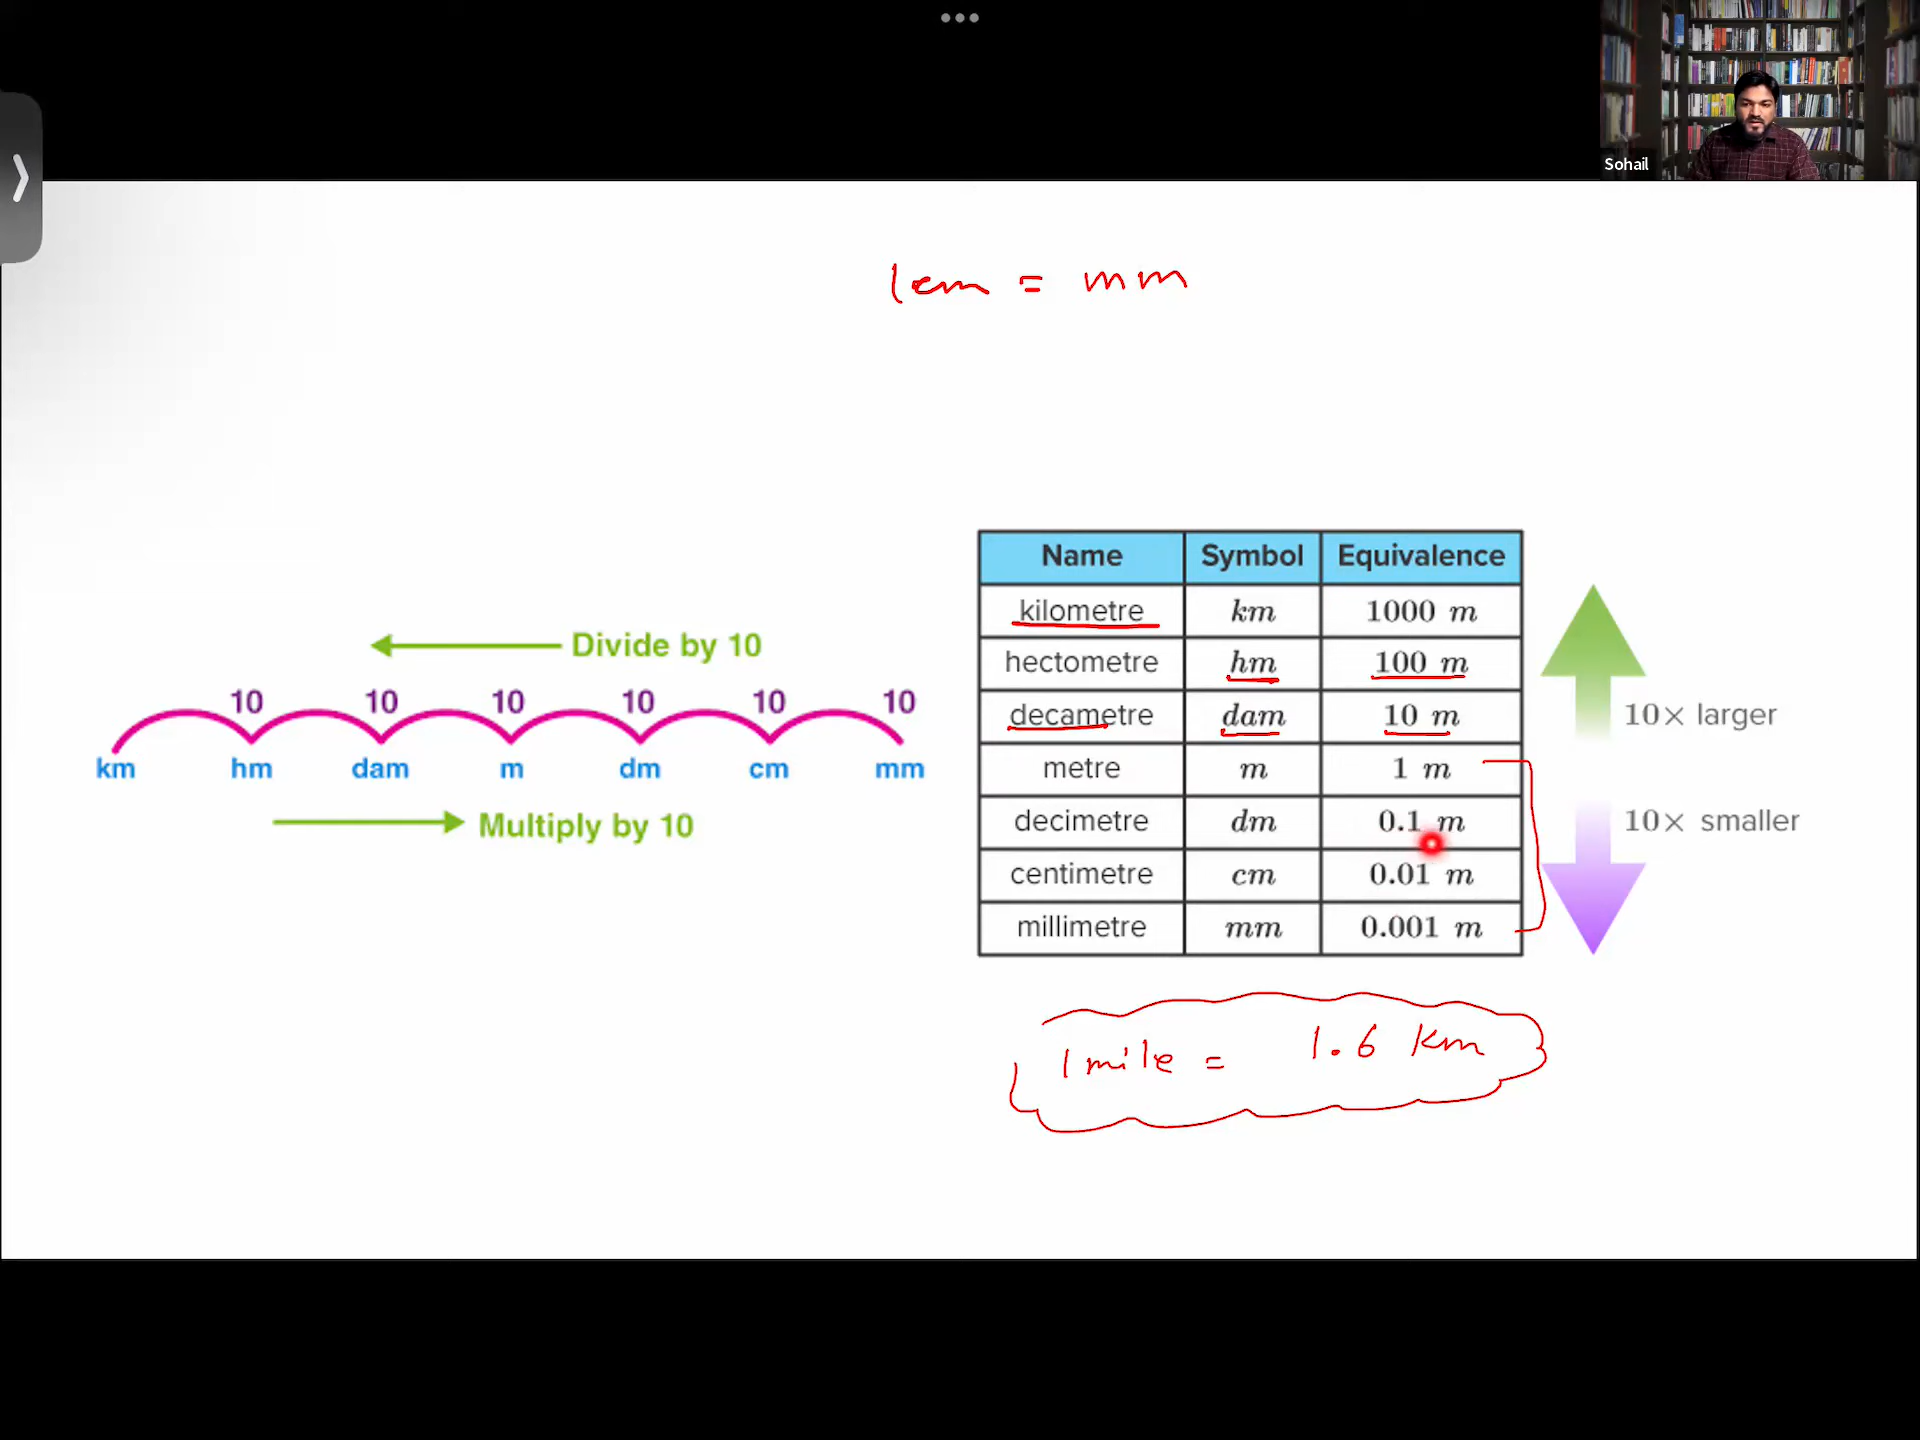 Sohail
1cm = mm
Divide by 10
10 10 10 10 10 10
km hm dam m dm cm mm
Multiply by 10
Name Symbol Equivalence
kilometre km 1000 m
hectometre hm 100 m
decametre dam 10 m
metre m 1 m
decimetre dm 0.1 m
centimetre cm 0.01 m
millimetre mm 0.001 m
10× larger
10× smaller
1 mile = 1.6 km